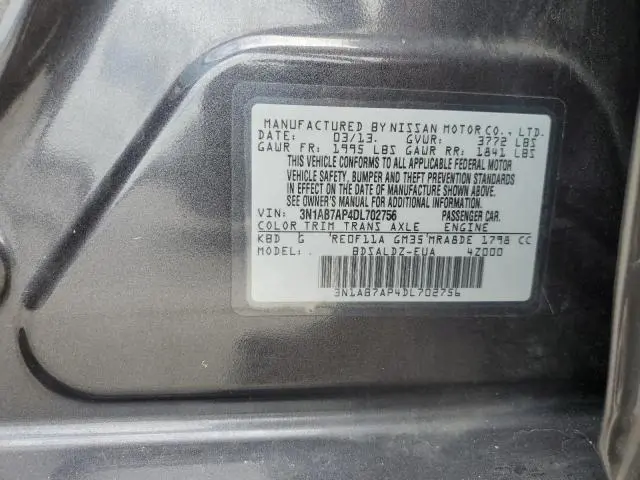 MANUFACTURED BY NISSAN MOTOR CO., LTD.
DATE: 03/13. GVWR: 3772 LBS
GAWR FR: 1995 LBS GAWR RR: 1841 LBS
THIS VEHICLE CONFORMS TO ALL APPLICABLE FEDERAL MOTOR
VEHICLE SAFETY, BUMPER AND THEFT PREVENTION STANDARDS
IN EFFECT ON THE DATE OF MANUFACTURE SHOWN ABOVE.
SEE OWNER'S MANUAL FOR ADDITIONAL INFORMATION.
VIN: 3N1AB7AP4DL702756 PASSENGER CAR.
COLOR TRIM TRANS AXLE ENGINE
KBD G RE0F11A GM35 MRA8DE 1798 CC
MODEL: BDSALDZ-EUA 4Z000
3N1AB7AP4DL702756